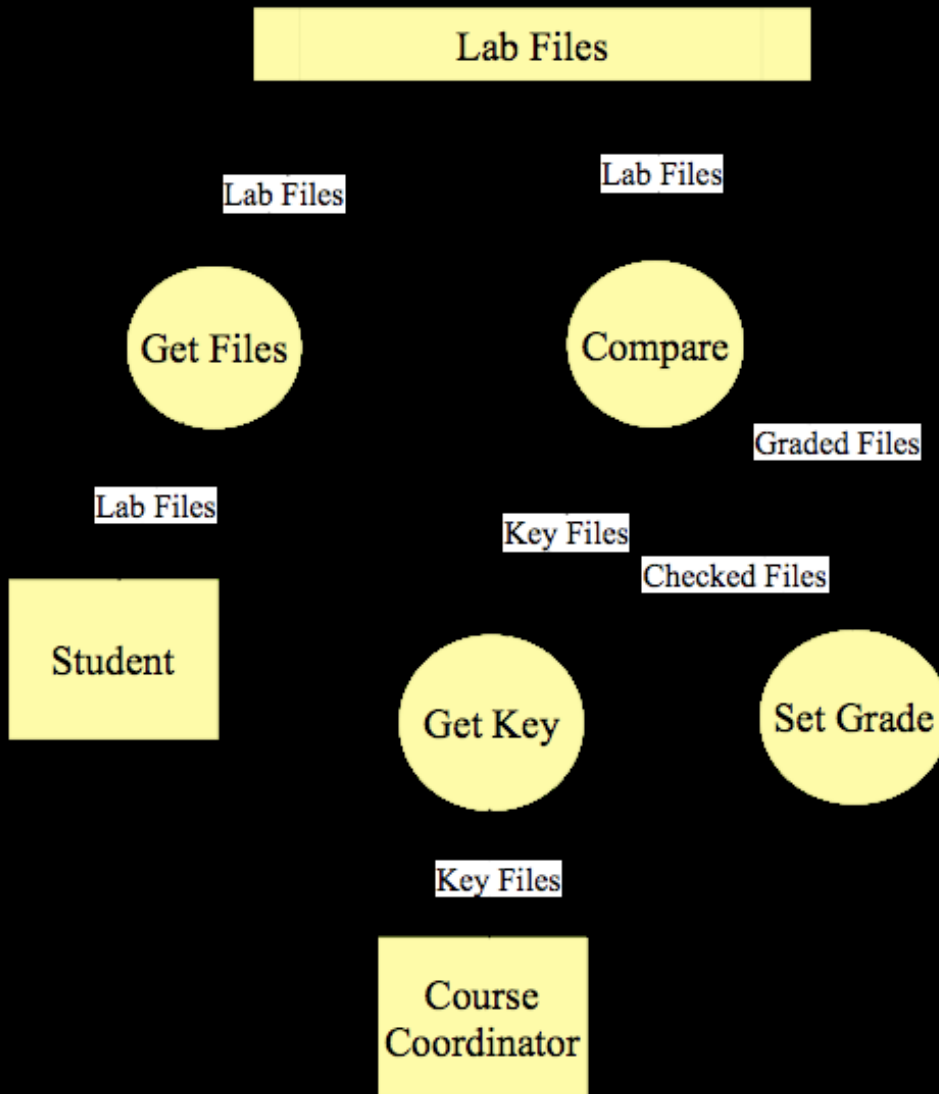 Lab Files
Lab Files
Lab Files
Get Files
Compare
Graded Files
Lab Files
Key Files
Checked Files
Student
Get Key
Set Grade
Key Files
Course
Coordinator